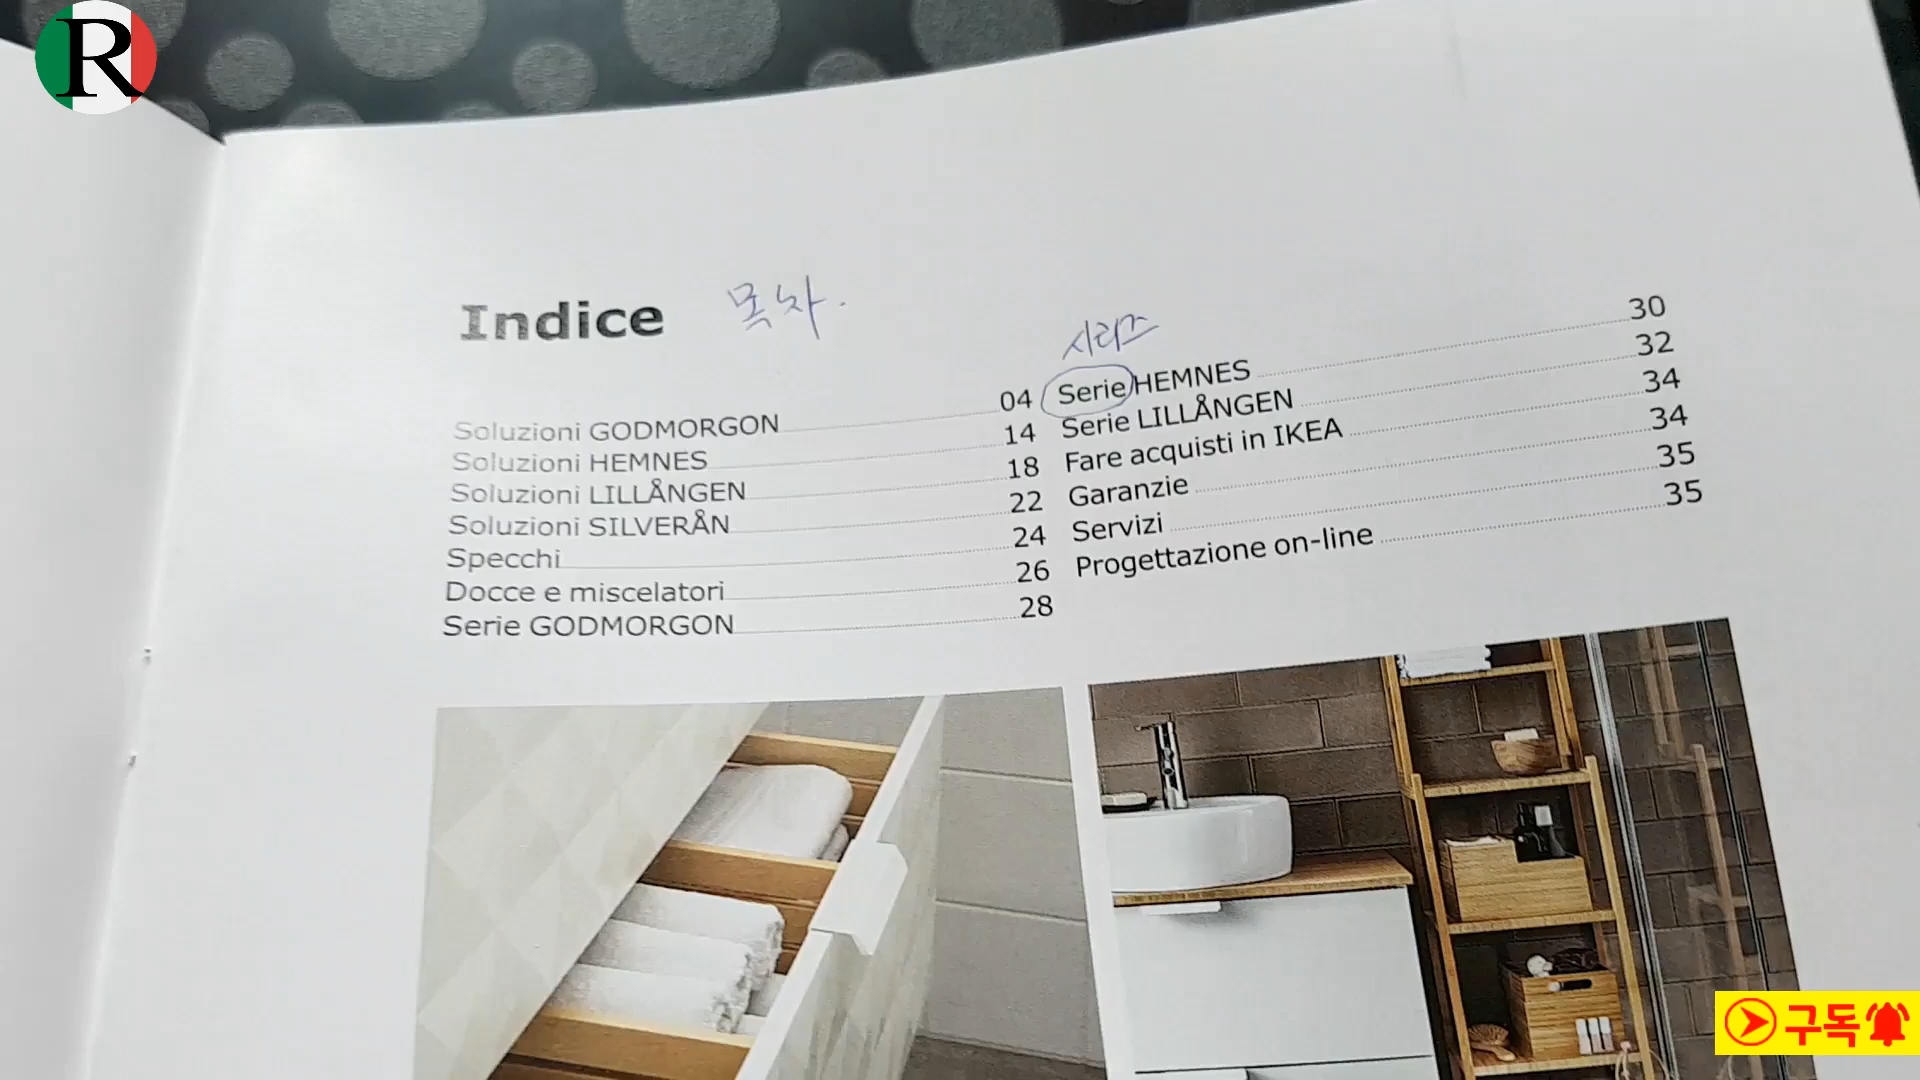 R
Indice 목차.
Soluzioni GODMORGON 04
Soluzioni HEMNES 14
Soluzioni LILLÅNGEN 18
Soluzioni SILVERÅN 22
Specchi 24
Docce e miscelatori 26
Serie GODMORGON 28
시리즈
Serie HEMNES 30
Serie LILLÅNGEN 32
Fare acquisti in IKEA 34
Garanzie 34
Servizi 35
Progettazione on-line 35
구독